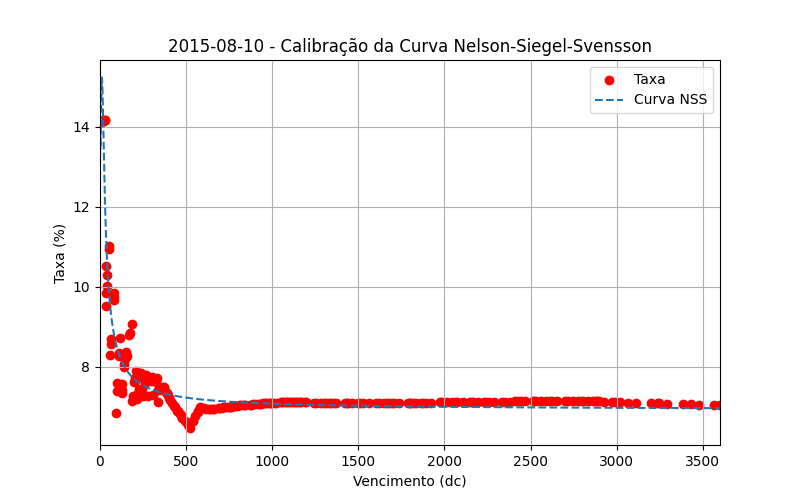 2015-08-10 - Calibração da Curva Nelson-Siegel-Svensson
Taxa
Curva NSS
Taxa (%)
14
12
10
8
0
500
1000
1500
2000
2500
3000
3500
Vencimento (dc)